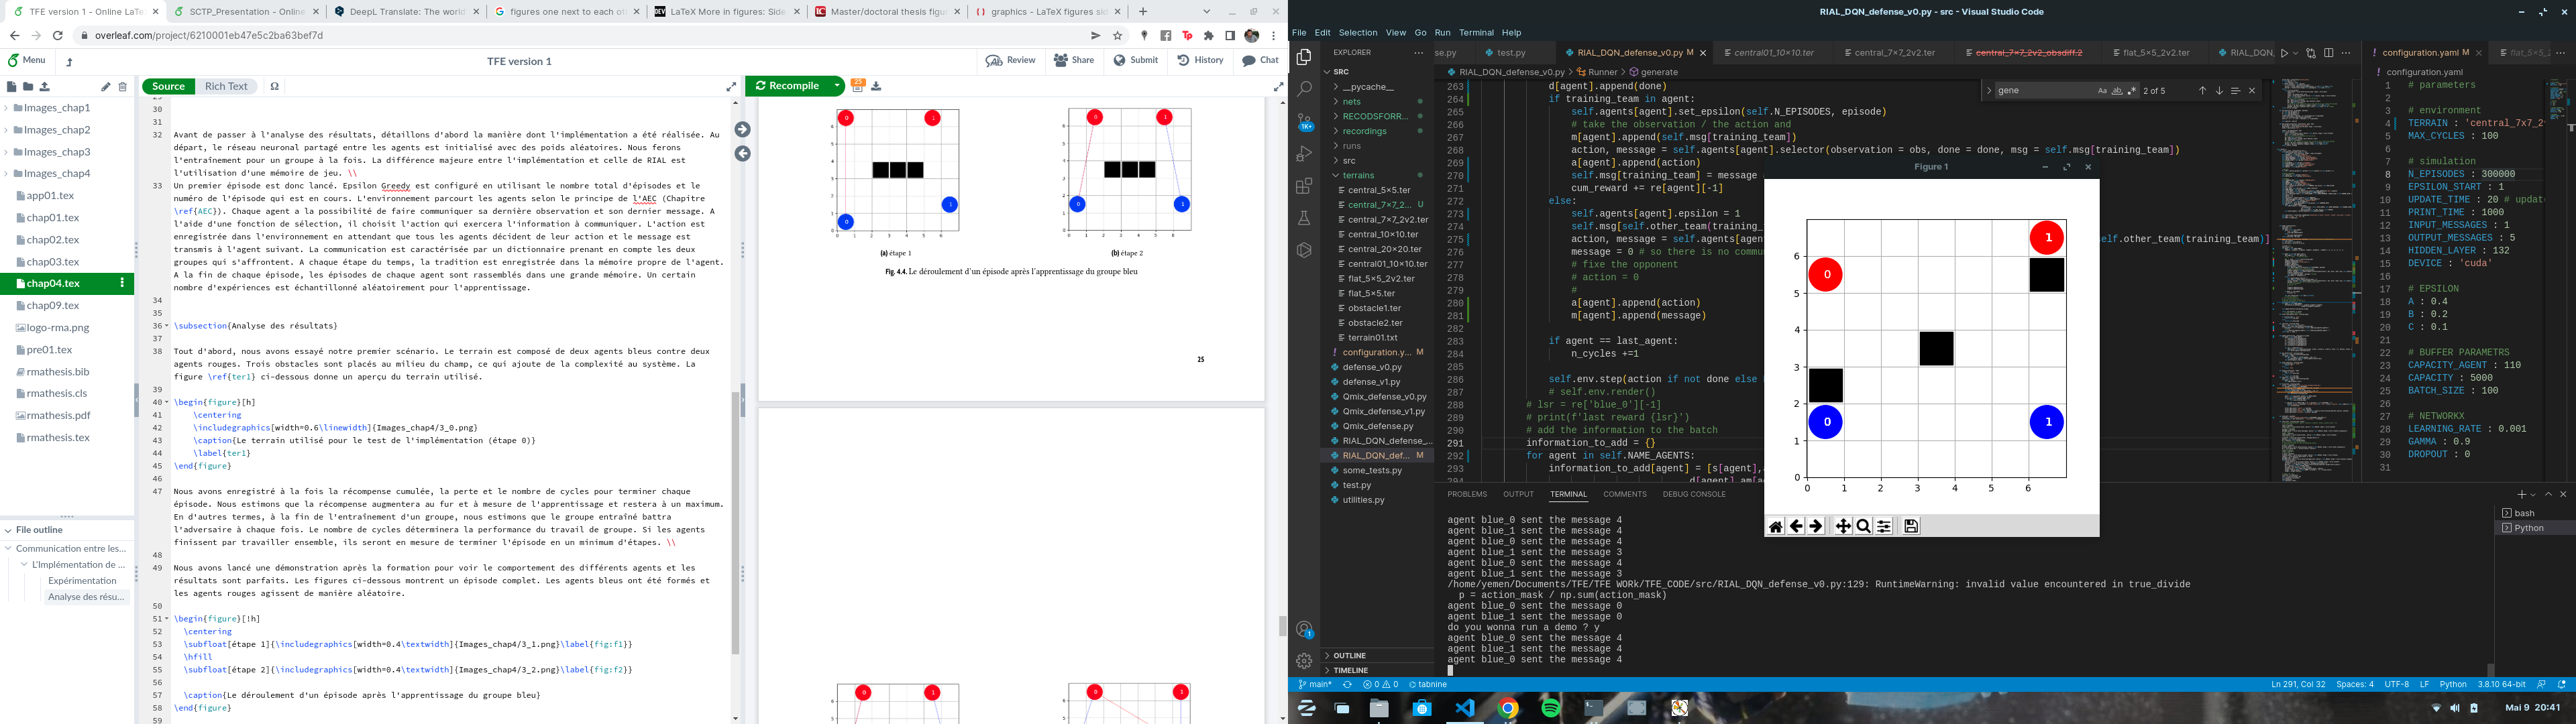 TFE version 1 - Online LaTe
SCTP_Presentation - Online
DeepL Translate: The world
figures one next to each oth
LaTeX More in figures: Side
Master/doctoral thesis figur
graphics - LaTeX figures sid
overleaf.com/project/6210001eb47e5c2ba63bef7d
Menu
TFE version 1
Review
Share
Submit
History
Chat
Source
Rich Text
Recompile
Images_chap1
Images_chap2
Images_chap3
Images_chap4
app01.tex
chap01.tex
chap02.tex
chap03.tex
chap04.tex
chap09.tex
logo-rma.png
pre01.tex
rmathesis.bib
rmathesis.cls
rmathesis.pdf
rmathesis.tex
File outline
Communication entre les...
L'Implémentation de ...
Expérimentation
Analyse des résu...
30
31
32 Avant de passer à l'analyse des résultats, détaillons d'abord la manière dont l'implémentation a été réalisée. Au
départ, le réseau neuronal partagé entre les agents est initialisé avec des poids aléatoires. Nous ferons
l'entraînement pour un groupe à la fois. La différence majeure entre l'implémentation et celle de RIAL est
l'utilisation d'une mémoire de jeu. \\
33 Un premier épisode est donc lancé. Epsilon Greedy est configuré en utilisant le nombre total d'épisodes et le
numéro de l'épisode qui est en cours. L'environnement parcourt les agents selon le principe de l'AEC (Chapitre
\ref{AEC}). Chaque agent a la possibilité de faire communiquer sa dernière observation et son dernier message. A
l'aide d'une fonction de sélection, il choisit l'action qui exercera l'information à communiquer. L'action est
enregistrée dans l'environnement en attendant que tous les agents décident de leur action et le message est
transmis à l'agent suivant. La communication est caractérisée par un dictionnaire prenant en compte les deux
groupes qui s'affrontent. A chaque étape du temps, la tradition est enregistrée dans la mémoire propre de l'agent.
A la fin de chaque épisode, les épisodes de chaque agent sont rassemblés dans une grande mémoire. Un certain
nombre d'expériences est échantillonné aléatoirement pour l'apprentissage.
34
35
36 \subsection{Analyse des résultats}
37
38 Tout d'abord, nous avons essayé notre premier scénario. Le terrain est composé de deux agents bleus contre deux
agents rouges. Trois obstacles sont placés au milieu du champ, ce qui ajoute de la complexité au système. La
figure \ref{ter1} ci-dessous donne un aperçu du terrain utilisé.
39
40 \begin{figure}[h]
41 \centering
42 \includegraphics[width=0.6\linewidth]{Images_chap4/3_0.png}
43 \caption{Le terrain utilisé pour le test de l'implémentation (étape 0)}
44 \label{ter1}
45 \end{figure}
46
47 Nous avons enregistré à la fois la récompense cumulée, la perte et le nombre de cycles pour terminer chaque
épisode. Nous estimons que la récompense augmentera au fur et à mesure de l'apprentissage et restera à un maximum.
En d'autres termes, à la fin de l'entraînement d'un groupe, nous estimons que le groupe entraîné battra
l'adversaire à chaque fois. Le nombre de cycles déterminera la performance du travail de groupe. Si les agents
finissent par travailler ensemble, ils seront en mesure de terminer l'épisode en un minimum d'étapes. \\
48
49 Nous avons lancé une démonstration après la formation pour voir le comportement des différents agents et les
résultats sont parfaits. Les figures ci-dessous montrent un épisode complet. Les agents bleus ont été formés et
les agents rouges agissent de manière aléatoire.
50
51 \begin{figure}[!h]
52 \centering
53 \subfloat[étape 1]{\includegraphics[width=0.4\textwidth]{Images_chap4/3_1.png}\label{fig:f1}}
54 \hfill
55 \subfloat[étape 2]{\includegraphics[width=0.4\textwidth]{Images_chap4/3_2.png}\label{fig:f2}}
56
57 \caption{Le déroulement d'un épisode après l'apprentissage du groupe bleu}
58 \end{figure}
59
(a) étape 1
(b) étape 2
Fig. 4.4. Le déroulement d'un épisode après l'apprentissage du groupe bleu
25
RIAL_DQN_defense_v0.py - src - Visual Studio Code
File Edit Selection View Go Run Terminal Help
EXPLORER
SRC
__pycache__
nets
RECODSFORR...
recordings
runs
src
terrains
central_5×5.ter
central_7×7_2... U
central_7×7_2v2.ter
central_10×10.ter
central_20×20.ter
central01_10×10.ter
flat_5×5_2v2.ter
flat_5×5.ter
obstacle1.ter
obstacle2.ter
terrain01.txt
configuration.y... M
defense_v0.py
defense_v1.py
Qmix_defense_v0.py
Qmix_defense_v1.py
Qmix_defense.py
RIAL_DQN_defense_...
RIAL_DQN_def... M
some_tests.py
test.py
utilities.py
OUTLINE
TIMELINE
se.py
test.py
RIAL_DQN_defense_v0.py M
central01_10×10.ter
central_7×7_2v2.ter
central_7×7_2v2_obsdiff.2
flat_5×5_2v2.ter
RIAL_DQN_
configuration.yaml M
RIAL_DQN_defense_v0.py > Runner > generate
gene
2 of 5
263 d[agent].append(done)
264 if training_team in agent:
265 self.agents[agent].set_epsilon(self.N_EPISODES, episode)
266 # take the observation / the action and
267 m[agent].append(self.msg[training_team])
268 action, message = self.agents[agent].selector(observation = obs, done = done, msg = self.msg[training_team])
269 a[agent].append(action)
270 self.msg[training_team] = message
271 cum_reward += re[agent][-1]
272 else:
273 self.agents[agent].epsilon = 1
274 self.msg[self.other_team(training_
275 action, message = self.agents[agen
self.other_team(training_team)]
276 message = 0 # so there is no commu
277 # fixe the opponent
278 # action = 0
279 #
280 a[agent].append(action)
281 m[agent].append(message)
282
283 if agent == last_agent:
284 n_cycles +=1
285
286 self.env.step(action if not done else
287 # self.env.render()
288 # lsr = re['blue_0'][-1]
289 # print(f'last reward {lsr}')
290 # add the information to the batch
291 information_to_add = {}
292 for agent in self.NAME_AGENTS:
293 information_to_add[agent] = [s[agent],
configuration.yaml
1 # parameters
2
3 # environment
4 TERRAIN : 'central_7x7_2v
5 MAX_CYCLES : 100
6
7 # simulation
8 N_EPISODES : 300000
9 EPSILON_START : 1
10 UPDATE_TIME : 20 # updat
11 PRINT_TIME : 1000
12 INPUT_MESSAGES : 1
13 OUTPUT_MESSAGES : 5
14 HIDDEN_LAYER : 132
15 DEVICE : 'cuda'
16
17 # EPSILON
18 A : 0.4
19 B : 0.2
20 C : 0.1
21
22 # BUFFER PARAMETRS
23 CAPACITY_AGENT : 110
24 CAPACITY : 5000
25 BATCH_SIZE : 100
26
27 # NETWORKX
28 LEARNING_RATE : 0.001
29 GAMMA : 0.9
30 DROPOUT : 0
31
Figure 1
1
0
0
1
6
5
4
3
2
1
0
0 1 2 3 4 5 6
PROBLEMS OUTPUT TERMINAL COMMENTS DEBUG CONSOLE
agent blue_0 sent the message 4
agent blue_1 sent the message 4
agent blue_0 sent the message 4
agent blue_1 sent the message 3
agent blue_0 sent the message 4
agent blue_1 sent the message 3
/home/yemen/Documents/TFE/TFE WORk/TFE_CODE/src/RIAL_DQN_defense_v0.py:129: RuntimeWarning: invalid value encountered in true_divide
p = action_mask / np.sum(action_mask)
agent blue_0 sent the message 0
agent blue_1 sent the message 0
do you wonna run a demo ? y
agent blue_0 sent the message 4
agent blue_1 sent the message 4
agent blue_0 sent the message 4
bash
Python
main*
0 0
tabnine
Ln 291, Col 32 Spaces: 4 UTF-8 LF Python 3.8.10 64-bit
Mai 9 20:41